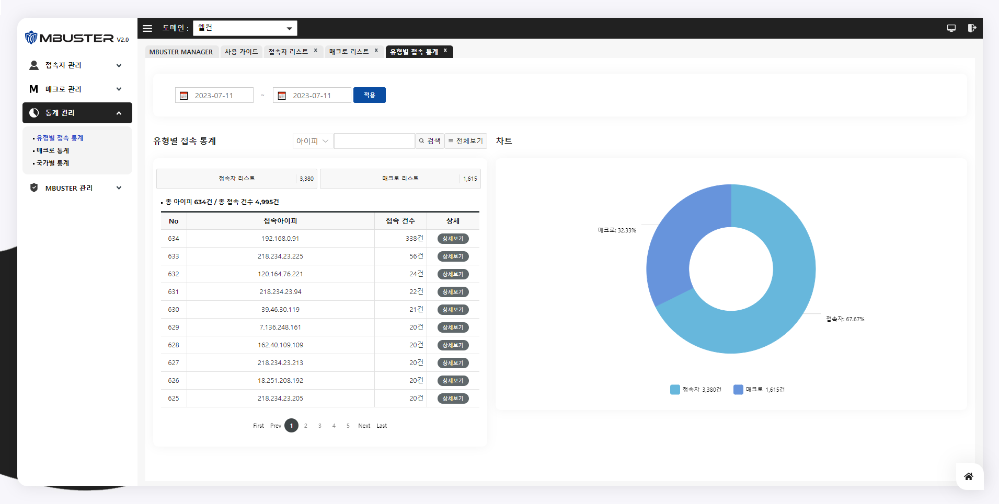 MBUSTER V2.0
도메인 : 웰컨
접속자 관리
M 매크로 관리
통계 관리
유형별 접속 통계
매크로 통계
국가별 통계
MBUSTER 관리
MBUSTER MANAGER 사용 가이드 접속자 리스트 x 매크로 리스트 x 유형별 접속 통계 x
2023-07-11 ~ 2023-07-11 적용
유형별 접속 통계 아이피 검색 전체보기
접속자 리스트 3,380 매크로 리스트 1,615
총 아이피 634건 / 총 접속 건수 4,995건
No 접속아이피 접속 건수 상세
634 192.168.0.91 338건 상세보기
633 218.234.23.225 56건 상세보기
632 120.164.76.221 24건 상세보기
631 218.234.23.94 22건 상세보기
630 39.46.30.119 21건 상세보기
629 7.136.248.161 20건 상세보기
628 162.40.109.109 20건 상세보기
627 218.234.23.213 20건 상세보기
626 18.251.208.192 20건 상세보기
625 218.234.23.205 20건 상세보기
First Prev 1 2 3 4 5 Next Last
차트
매크로: 32.33%
접속자: 67.67%
접속자 3,380건 매크로 1,615건